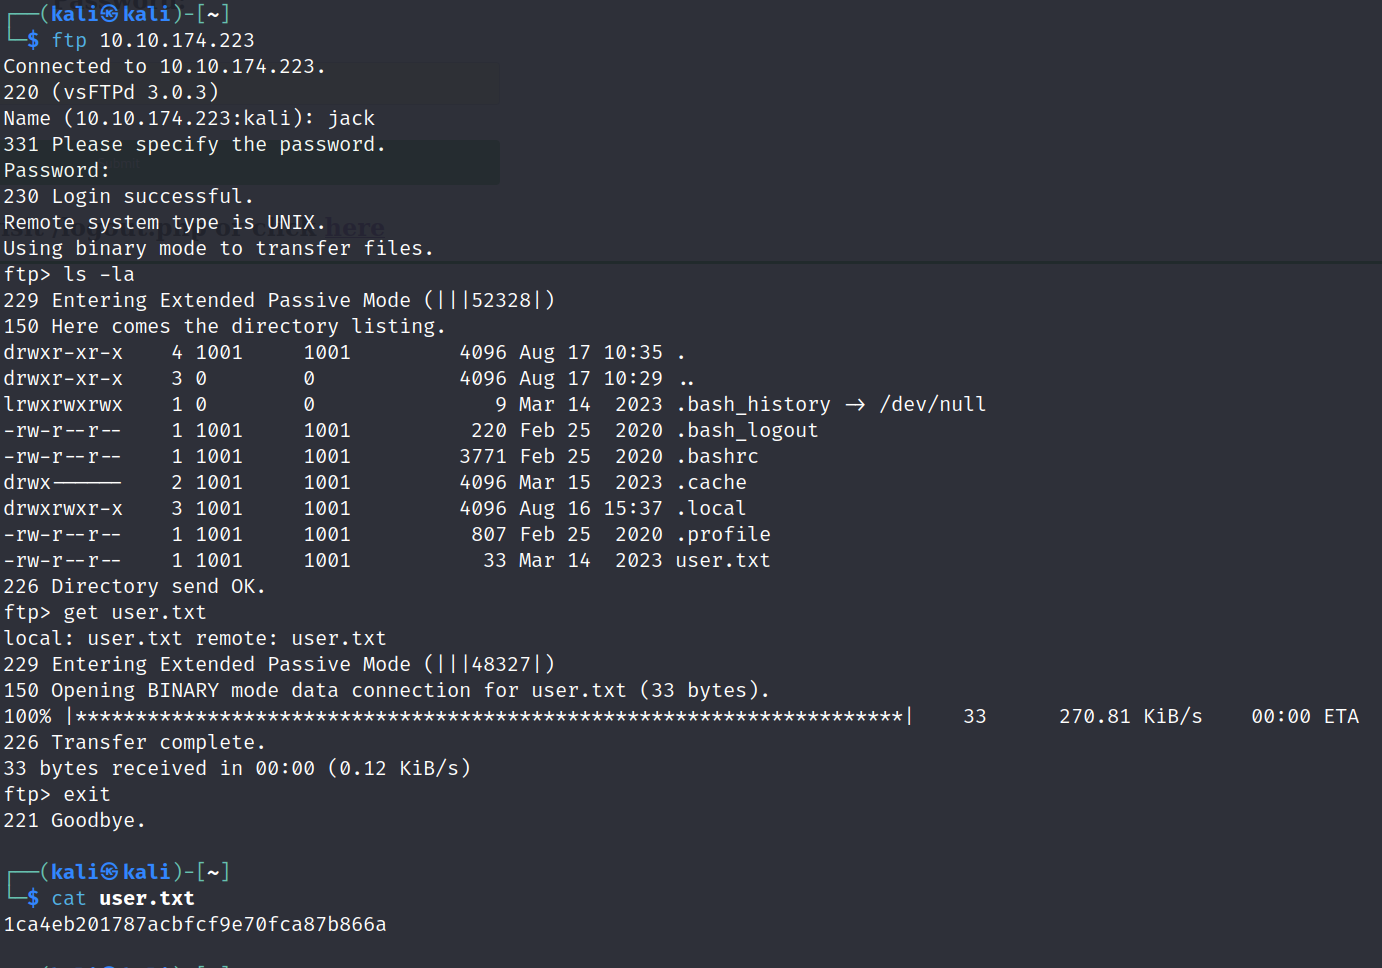 ┌──(kali㉿kali)-[~]
└─$ ftp 10.10.174.223
Connected to 10.10.174.223.
220 (vsFTPd 3.0.3)
Name (10.10.174.223:kali): jack
331 Please specify the password.
Password:
230 Login successful.
Remote system type is UNIX.
Using binary mode to transfer files.
ftp> ls -la
229 Entering Extended Passive Mode (|||52328|)
150 Here comes the directory listing.
drwxr-xr-x    4 1001     1001         4096 Aug 17 10:35 .
drwxr-xr-x    3 0        0            4096 Aug 17 10:29 ..
lrwxrwxrwx    1 0        0               9 Mar 14  2023 .bash_history -> /dev/null
-rw-r--r--    1 1001     1001          220 Feb 25  2020 .bash_logout
-rw-r--r--    1 1001     1001         3771 Feb 25  2020 .bashrc
drwx------    2 1001     1001         4096 Mar 15  2023 .cache
drwxrwxr-x    3 1001     1001         4096 Aug 16 15:37 .local
-rw-r--r--    1 1001     1001          807 Feb 25  2020 .profile
-rw-r--r--    1 1001     1001           33 Mar 14  2023 user.txt
226 Directory send OK.
ftp> get user.txt
local: user.txt remote: user.txt
229 Entering Extended Passive Mode (|||48327|)
150 Opening BINARY mode data connection for user.txt (33 bytes).
100% |*********************************************************************|    33      270.81 KiB/s    00:00 ETA
226 Transfer complete.
33 bytes received in 00:00 (0.12 KiB/s)
ftp> exit
221 Goodbye.
┌──(kali㉿kali)-[~]
└─$ cat user.txt
1ca4eb201787acbfcf9e70fca87b866a